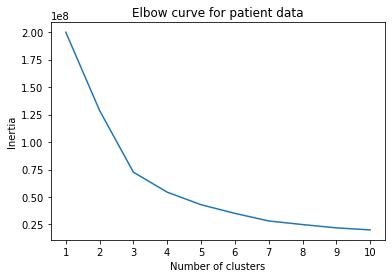 Elbow curve for patient data
1e8
2.00
1.75
1.50
1.25
1.00
0.75
0.50
0.25
Inertia
1 2 3 4 5 6 7 8 9 10
Number of clusters